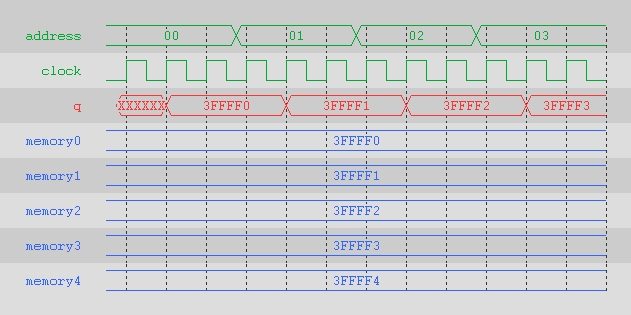 address 00 01 02 03
clock
q XXXXXX 3FFFF0 3FFFF1 3FFFF2 3FFFF3
memory0 3FFFF0
memory1 3FFFF1
memory2 3FFFF2
memory3 3FFFF3
memory4 3FFFF4